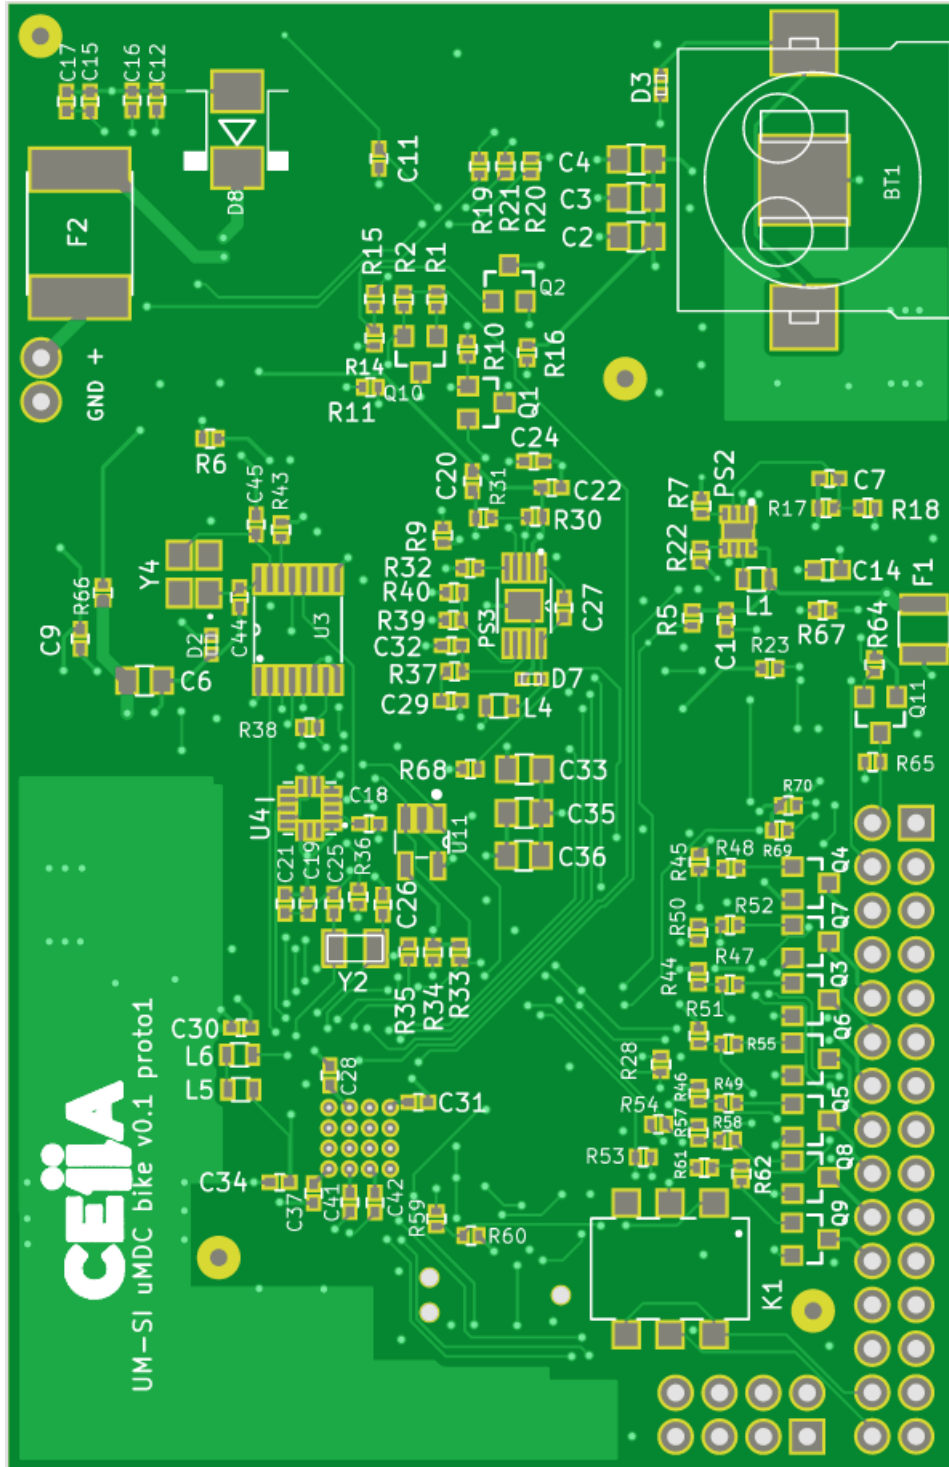 C17
C15
C16
C12
D8
F2
GND +
C11
R19
R21
R20
D3
C4
C3
C2
BT1
R15
R2
R1
Q2
R14
R10
R16
R11
Q10
Q1
R6
C45
R43
C24
C20
R31
C22
R9
R30
R7
PS2
C7
R17
R18
R22
Y4
R66
C9
D2
C44
U3
R32
R40
R39
C32
R37
C29
PS3
C27
D7
L4
L1
C14
F1
R5
C1
R67
R64
R23
C6
R38
Q11
R65
R68
C33
C35
C36
U4
C18
U11
C21
C19
C25
R36
C26
Y2
R35
R34
R33
R70
R69
R45
R48
Q4
R50
R52
Q7
R44
R47
Q3
R51
R55
Q6
C30
L6
L5
C28
C31
R28
R46
R49
Q5
R54
R57
R58
R53
R61
R62
Q8
Q9
C34
C37
C41
C42
R59
R60
K1
CEiiA
UM-SI uMDC bike v0.1 proto1